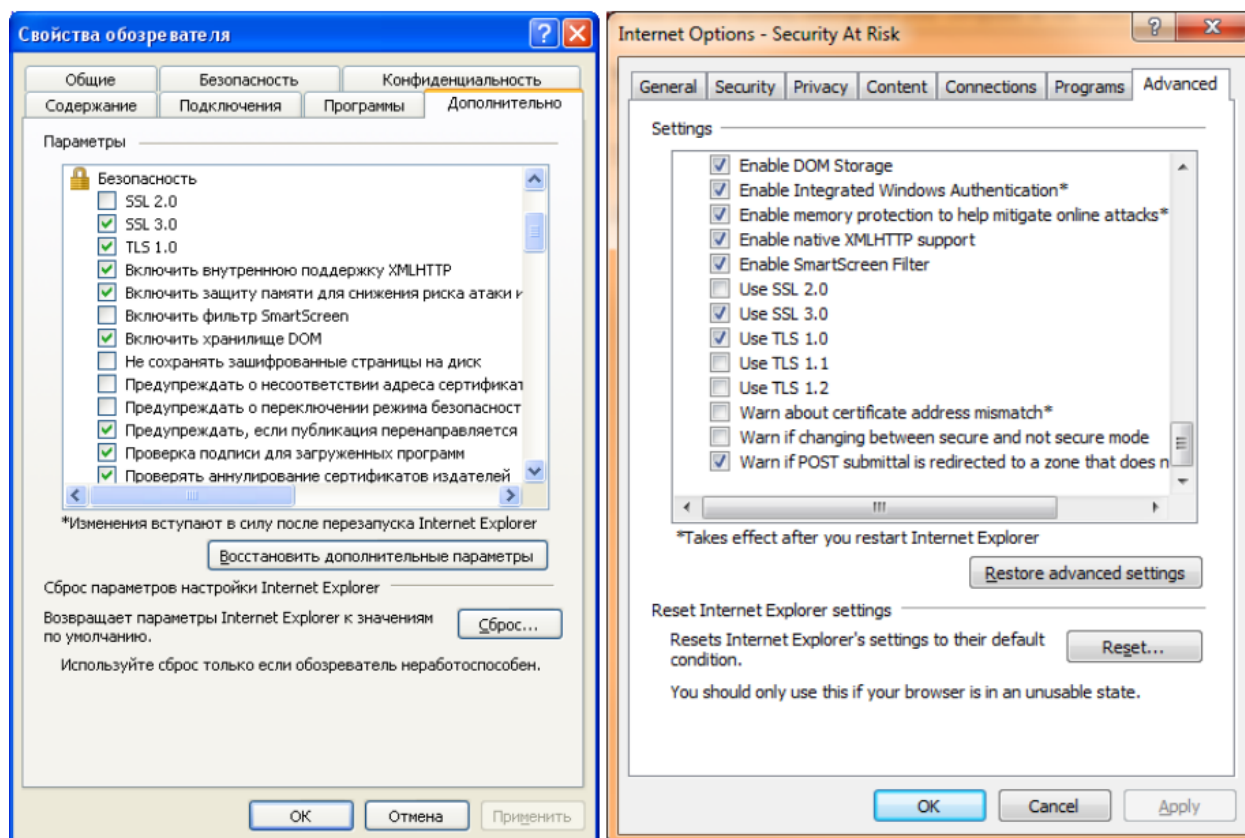 Свойства обозревателя
Общие
Безопасность
Конфиденциальность
Содержание
Подключения
Программы
Дополнительно
Параметры
Безопасность
SSL 2.0
SSL 3.0
TLS 1.0
Включить внутреннюю поддержку XMLHTTP
Включить защиту памяти для снижения риска атаки и
Включить фильтр SmartScreen
Включить хранилище DOM
Не сохранять зашифрованные страницы на диск
Предупреждать о несоответствии адреса сертификат
Предупреждать о переключении режима безопасност
Предупреждать, если публикация перенаправляется
Проверка подписи для загруженных программ
Проверять аннулирование сертификатов издателей
*Изменения вступают в силу после перезапуска Internet Explorer
Восстановить дополнительные параметры
Сброс параметров настройки Internet Explorer
Возвращает параметры Internet Explorer к значениям
по умолчанию.
Сброс...
Используйте сброс только если обозреватель неработоспособен.
ОК
Отмена
Применить
Internet Options - Security At Risk
General
Security
Privacy
Content
Connections
Programs
Advanced
Settings
Enable DOM Storage
Enable Integrated Windows Authentication*
Enable memory protection to help mitigate online attacks*
Enable native XMLHTTP support
Enable SmartScreen Filter
Use SSL 2.0
Use SSL 3.0
Use TLS 1.0
Use TLS 1.1
Use TLS 1.2
Warn about certificate address mismatch*
Warn if changing between secure and not secure mode
Warn if POST submittal is redirected to a zone that does n
*Takes effect after you restart Internet Explorer
Restore advanced settings
Reset Internet Explorer settings
Resets Internet Explorer's settings to their default
condition.
Reset...
You should only use this if your browser is in an unusable state.
OK
Cancel
Apply